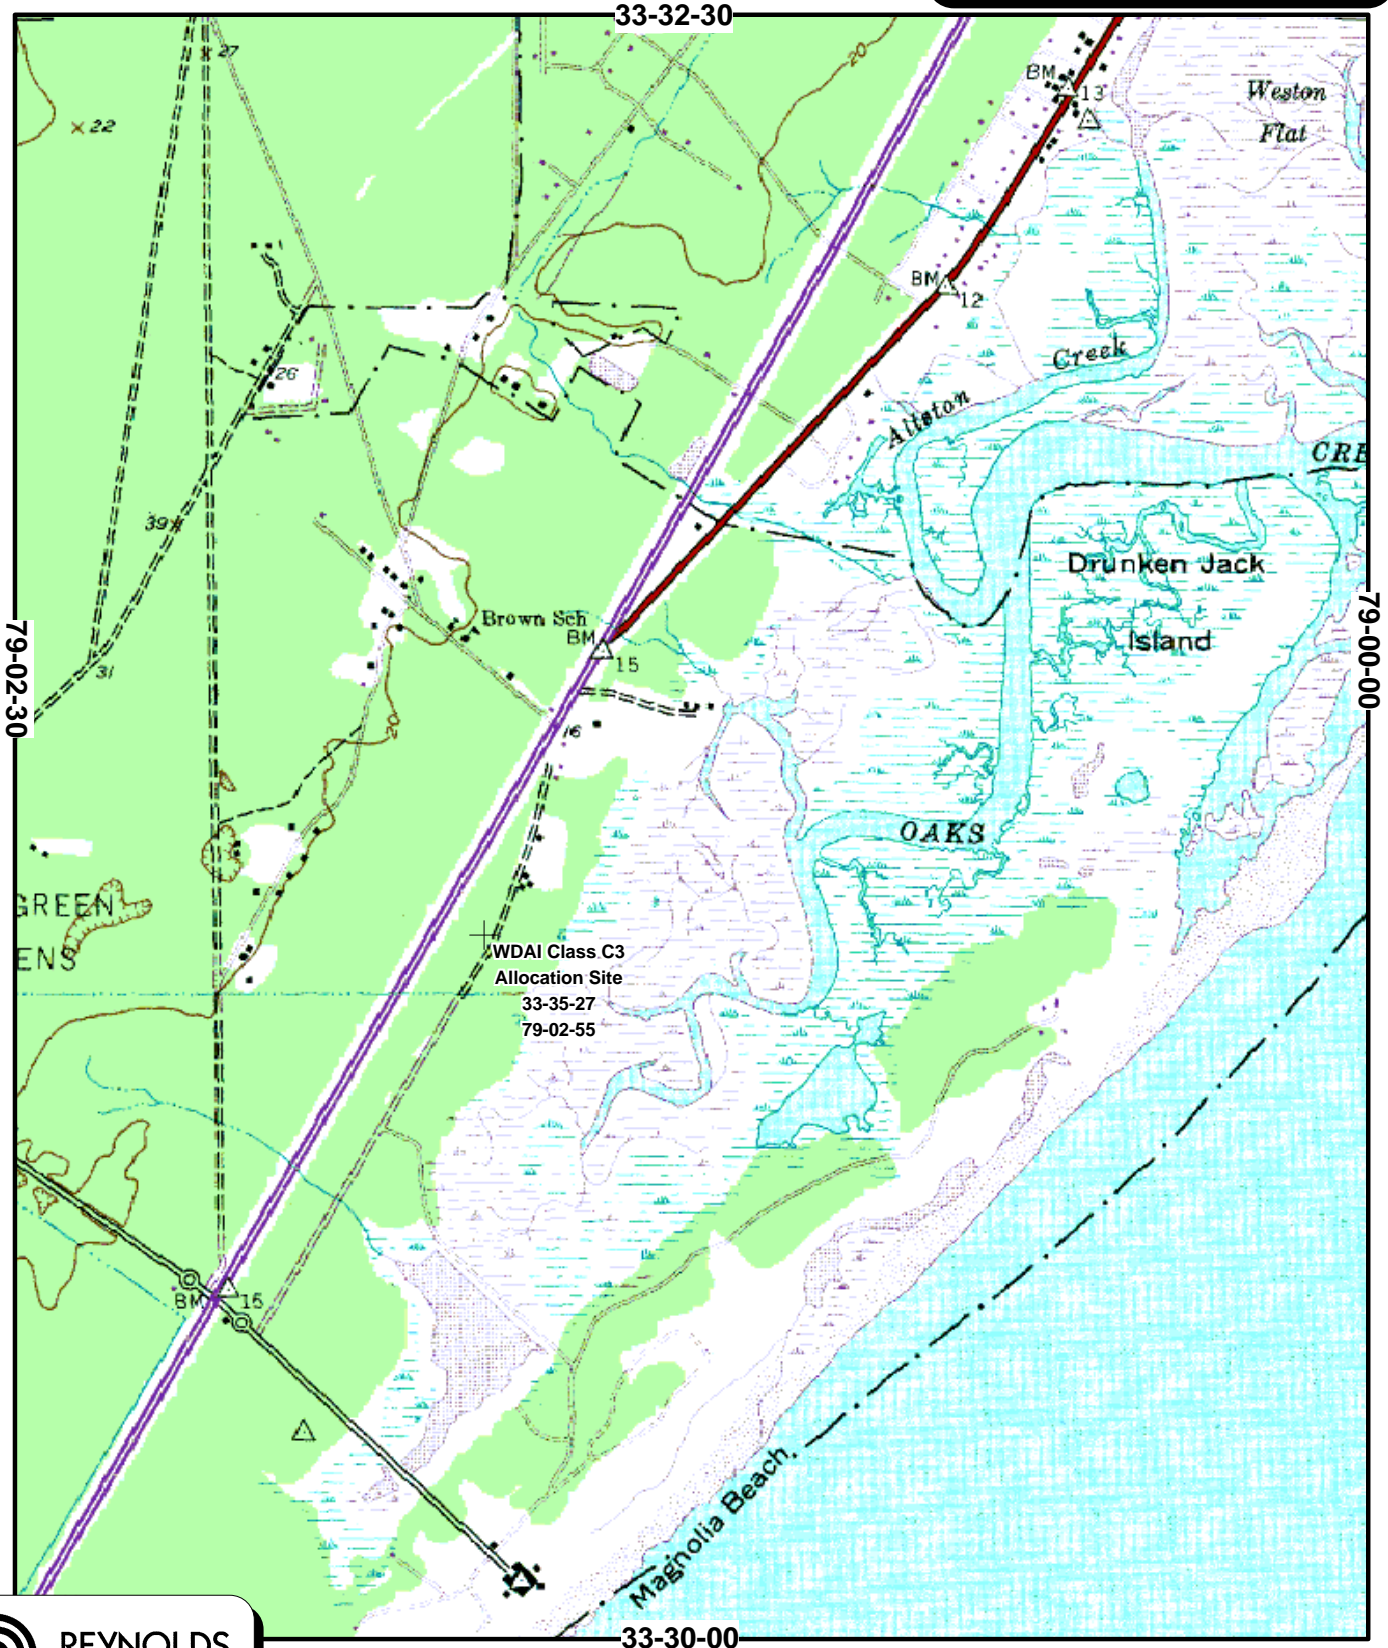 33-32-30
27
22
20
BM
13
Weston
Flat
BM
12
Creek
Allston
26
CRE
39
Drunken Jack
Island
Brown Sch
BM
15
79-02-30
79-00-00
31
20
16
OAKS
GREEN
ENS
WDAI Class C3
Allocation Site
33-35-27
79-02-55
BM
15
Magnolia Beach
REYNOLDS
33-30-00